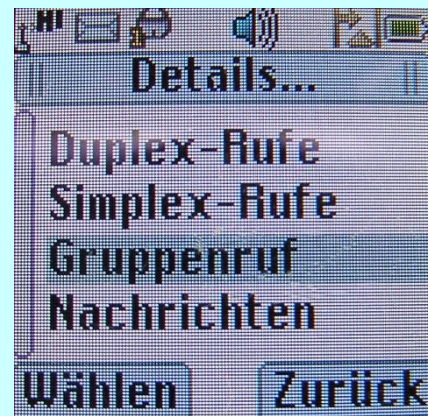 Details...
Duplex-Rufe
Simplex-Rufe
Gruppenruf
Nachrichten
Wählen Zurück